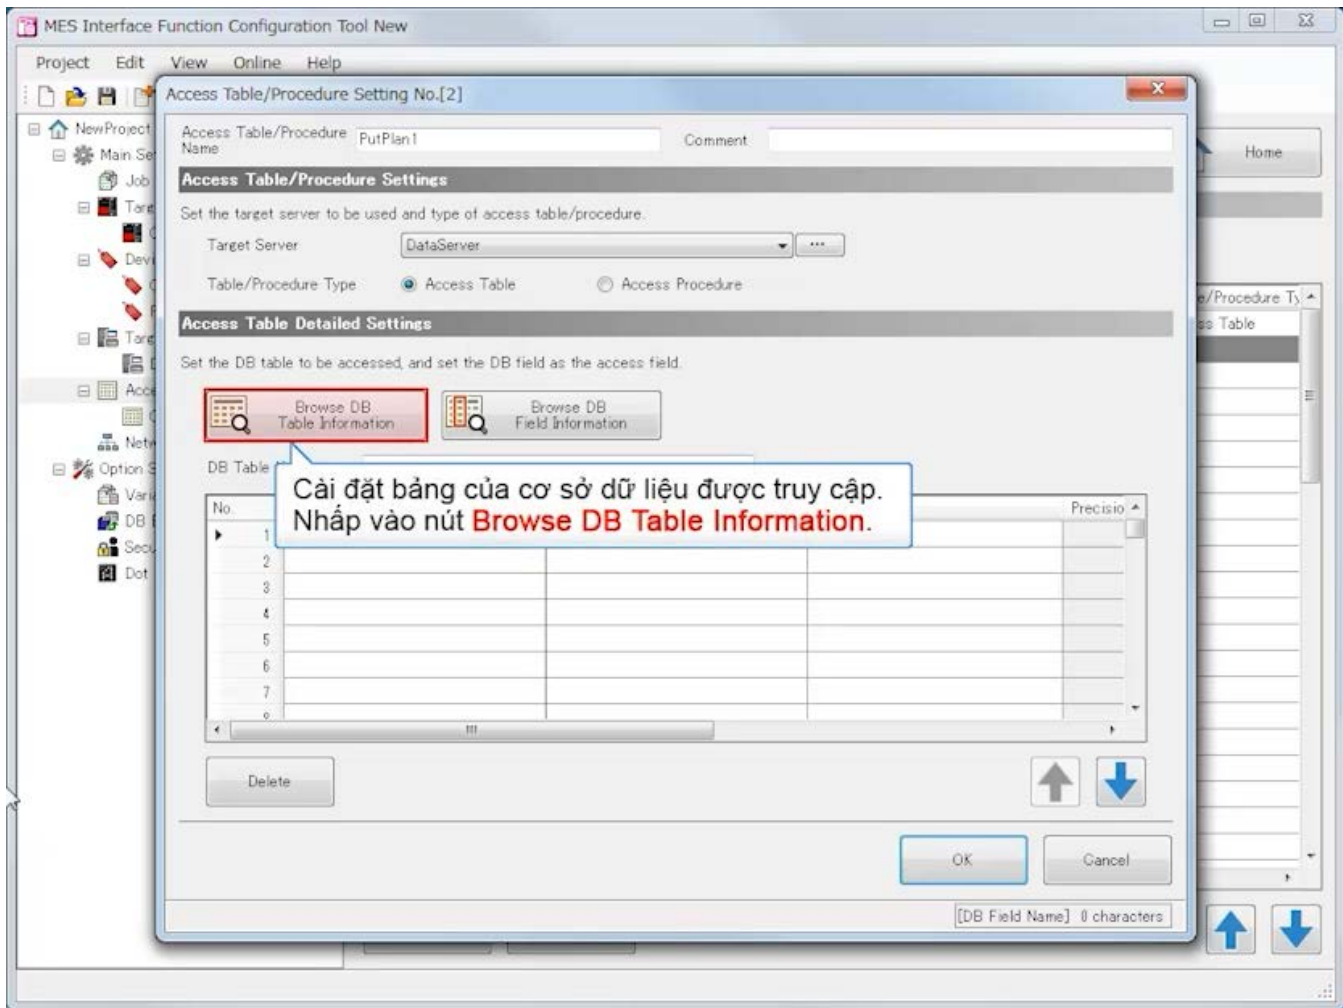 MES Interface Function Configuration Tool New
Project Edit View Online Help
Access Table/Procedure Setting No.[2]
NewProject
Main Se
Job
Targ
Devi
Targ
Acce
Netw
Option S
Varia
DB
Secu
Dot
Access Table/Procedure
Name
PutPlan1
Comment
Home
Access Table/Procedure Settings
Set the target server to be used and type of access table/procedure.
Target Server
DataServer
...
Table/Procedure Type
Access Table
Access Procedure
e/Procedure Ty
ss Table
Access Table Detailed Settings
Set the DB table to be accessed, and set the DB field as the access field.
Browse DB
Table Information
Browse DB
Field Information
DB Table
Cài đặt bảng của cơ sở dữ liệu được truy cập.
Nhấp vào nút Browse DB Table Information.
No.
Precisio
1
2
3
4
5
6
7
Delete
OK
Cancel
[DB Field Name] 0 characters